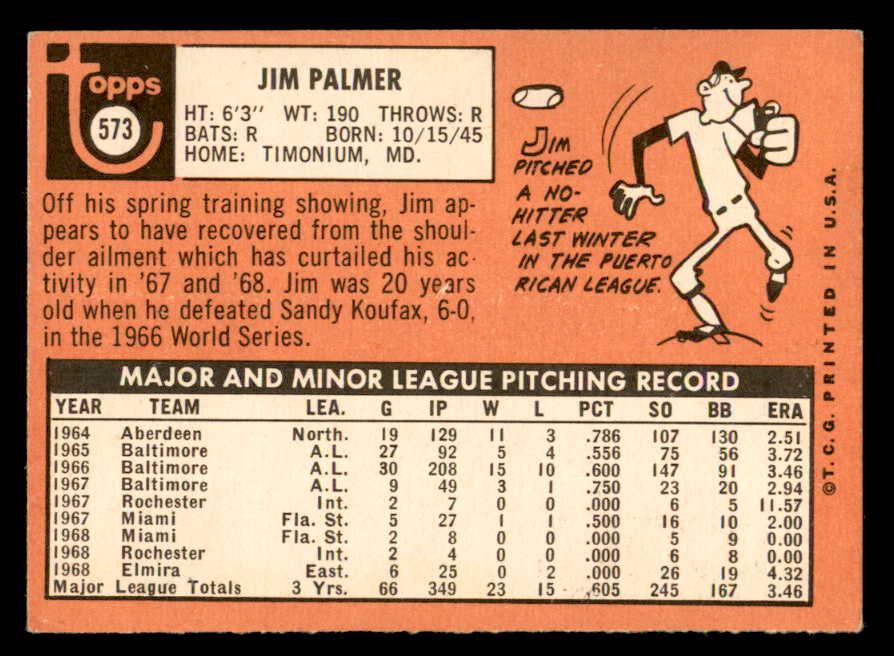 Topps
573
JIM PALMER
HT: 6'3" WT: 190 THROWS: R
BATS: R BORN: 10/15/45
HOME: TIMONIUM, MD.
Off his spring training showing, Jim ap-
pears to have recovered from the shoul-
der ailment which has curtailed his ac-
tivity in '67 and '68. Jim was 20 years
old when he defeated Sandy Koufax, 6-0,
in the 1966 World Series.
JIM
PITCHED
A NO-
HITTER
LAST WINTER
IN THE PUERTO
RICAN LEAGUE.
MAJOR AND MINOR LEAGUE PITCHING RECORD
YEAR TEAM LEA. G IP W L PCT SO BB ERA
1964 Aberdeen North. 19 129 11 3 .786 107 130 2.51
1965 Baltimore A.L. 27 92 5 4 .556 75 56 3.72
1966 Baltimore A.L. 30 208 15 10 .600 147 91 3.46
1967 Baltimore A.L. 9 49 3 1 .750 23 20 2.94
1967 Rochester Int. 2 7 0 0 .000 6 5 11.57
1967 Miami Fla. St. 5 27 1 1 .500 16 10 2.00
1968 Miami Fla. St. 2 8 0 0 .000 5 9 0.00
1968 Rochester Int. 2 4 0 0 .000 6 8 0.00
1968 Elmira East. 6 25 0 2 .000 26 19 4.32
Major League Totals 3 Yrs. 66 349 23 15 .605 245 167 3.46
©T.C.G. PRINTED IN U.S.A.